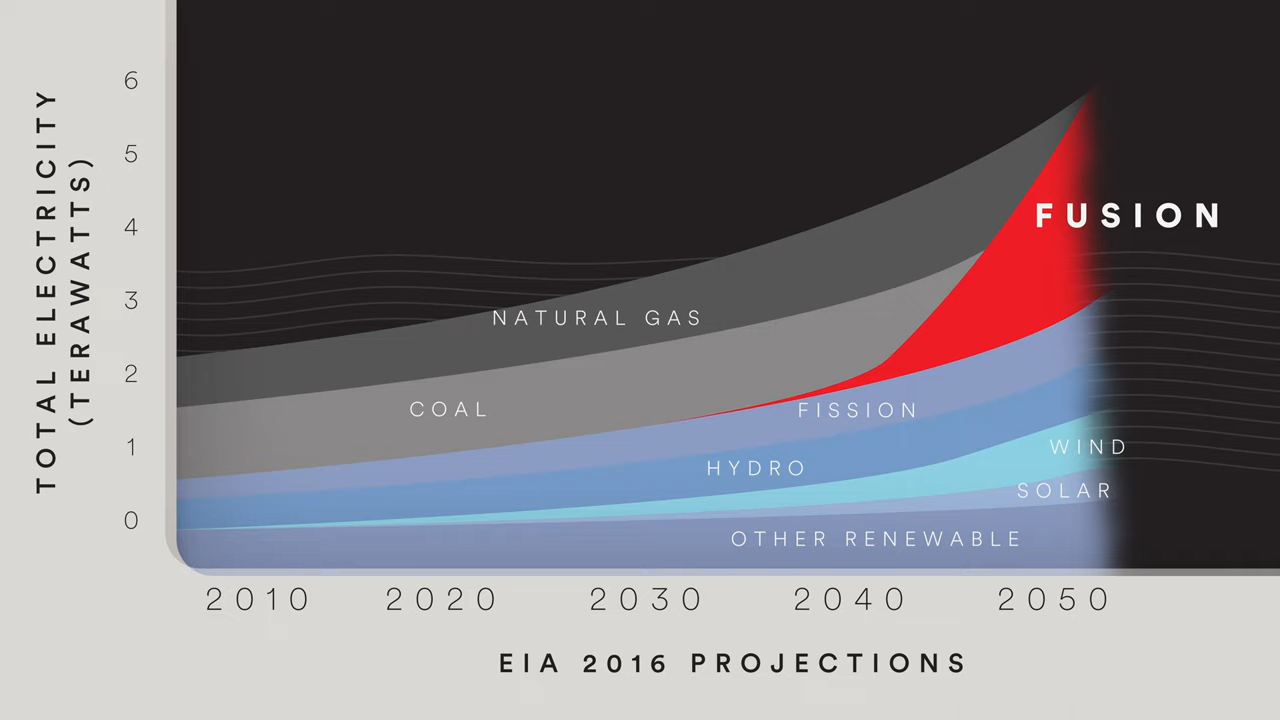 TOTAL ELECTRICITY
(TERAWATTS)
6
5
4
3
2
1
0
FUSION
NATURAL GAS
COAL
FISSION
WIND
HYDRO
SOLAR
OTHER RENEWABLE
2010 2020 2030 2040 2050
EIA 2016 PROJECTIONS